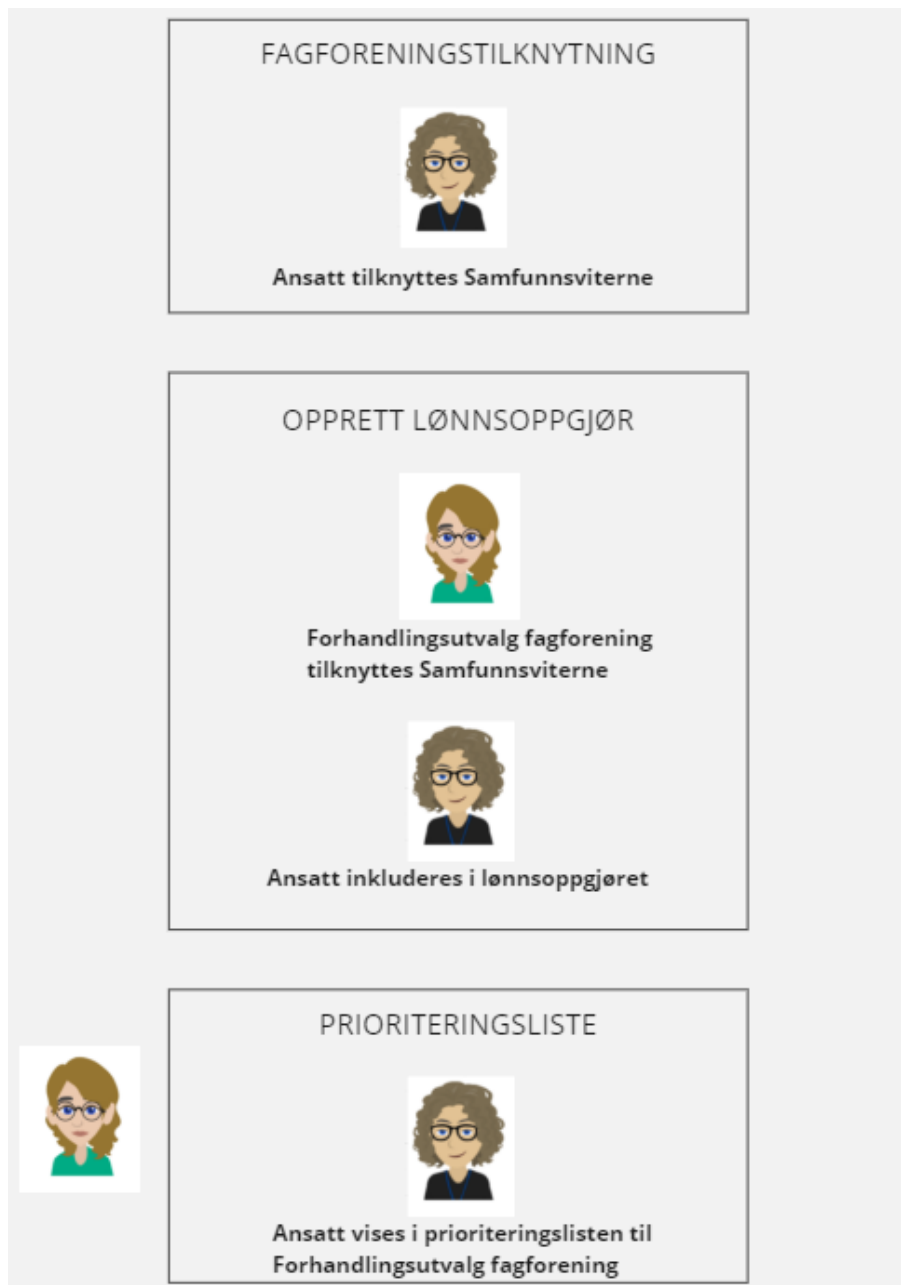 FAGFORENINGSTILKNYTNING
Ansatt tilknyttes Samfunnsviterne
OPPRETT LØNNSOPPGJØR
Forhandlingsutvalg fagforening
tilknyttes Samfunnsviterne
Ansatt inkluderes i lønnsoppgjøret
PRIORITERINGSLISTE
Ansatt vises i prioriteringslisten til
Forhandlingsutvalg fagforening